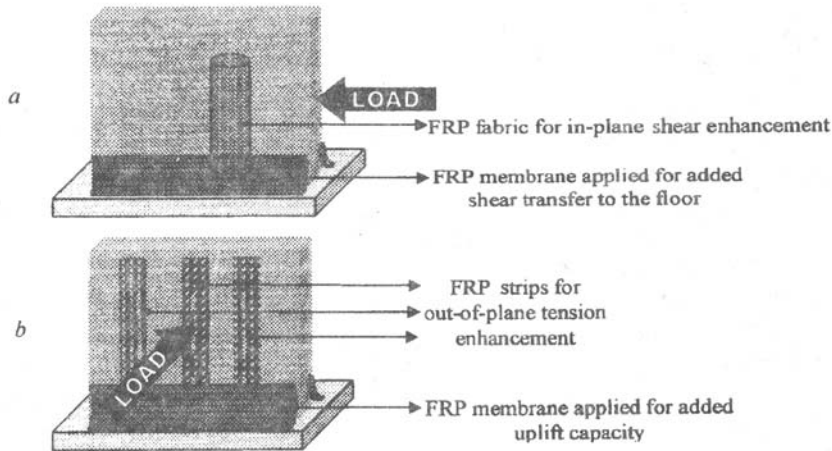 a
LOAD
FRP fabric for in-plane shear enhancement
FRP membrane applied for added
shear transfer to the floor
b
LOAD
FRP strips for
out-of-plane tension
enhancement
FRP membrane applied for added
uplift capacity